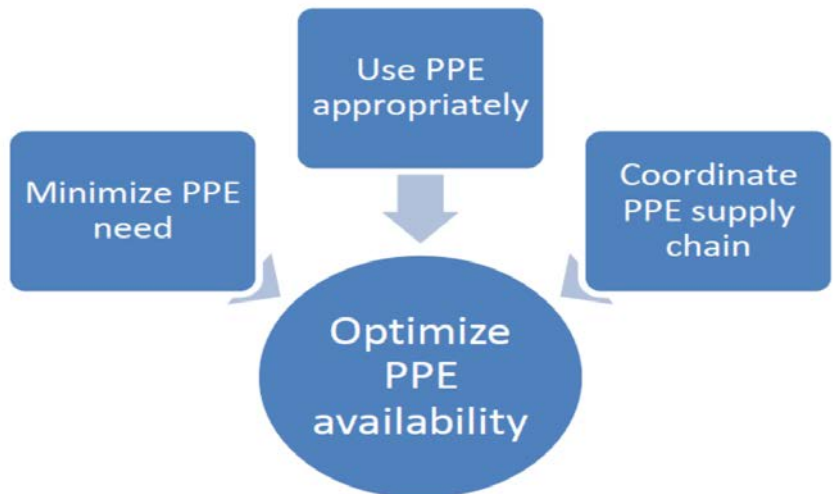 Use PPE
appropriately
Minimize PPE
need
Coordinate
PPE supply
chain
Optimize
PPE
availability